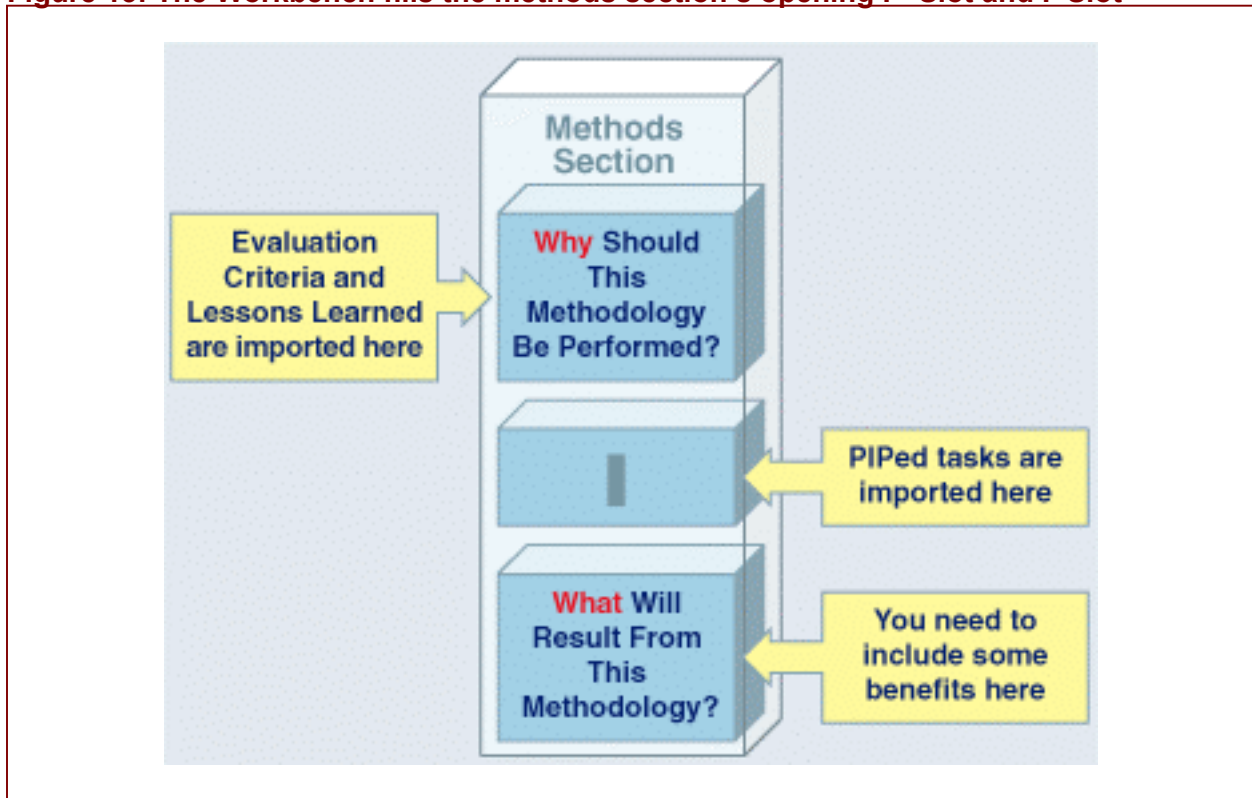 Methods
Section
Evaluation
Criteria and
Lessons Learned
are imported here
Why Should
This
Methodology
Be Performed?
I
PIPed tasks are
imported here
What Will
Result From
This
Methodology?
You need to
include some
benefits here